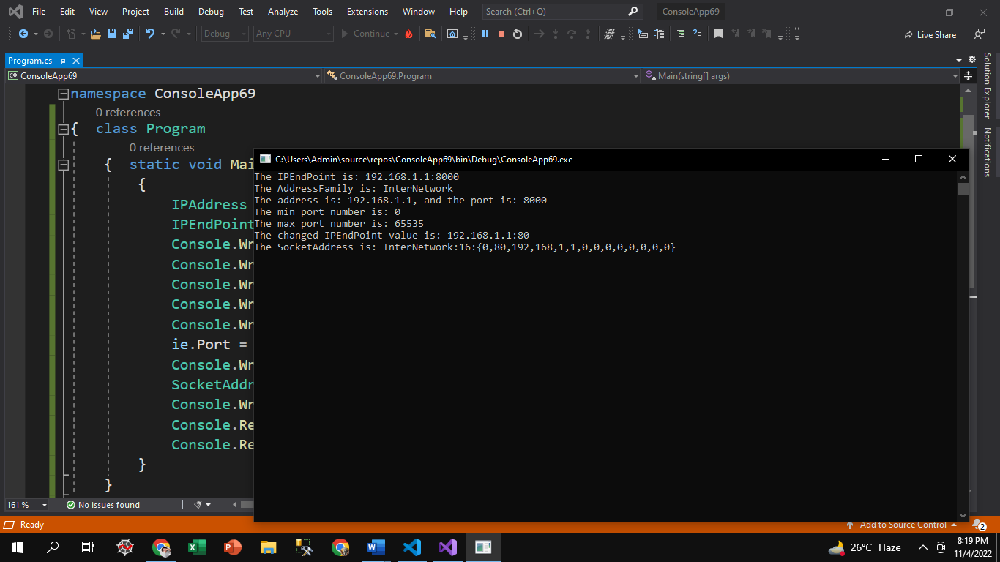 File Edit View Project Build Debug Test Analyze Tools Extensions Window Help Search (Ctrl+Q) ConsoleApp69
Debug Any CPU Continue Live Share
Program.cs
ConsoleApp69 ConsoleApp69.Program Main(string[] args)
Solution Explorer
Notifications
namespace ConsoleApp69
0 references
{ class Program
0 references
{ static void Mai
{
IPAddress
IPEndPoint
Console.Wr
Console.Wr
Console.Wr
Console.Wr
Console.Wr
ie.Port =
Console.Wr
SocketAddr
Console.Wr
Console.Re
Console.Re
}
}
C:\Users\Admin\source\repos\ConsoleApp69\bin\Debug\ConsoleApp69.exe
The IPEndPoint is: 192.168.1.1:8000
The AddressFamily is: InterNetwork
The address is: 192.168.1.1, and the port is: 8000
The min port number is: 0
The max port number is: 65535
The changed IPEndPoint value is: 192.168.1.1:80
The SocketAddress is: InterNetwork:16:{0,80,192,168,1,1,0,0,0,0,0,0,0,0}
161 % No issues found
Ready Add to Source Control 2
26°C Haze 8:19 PM
11/4/2022